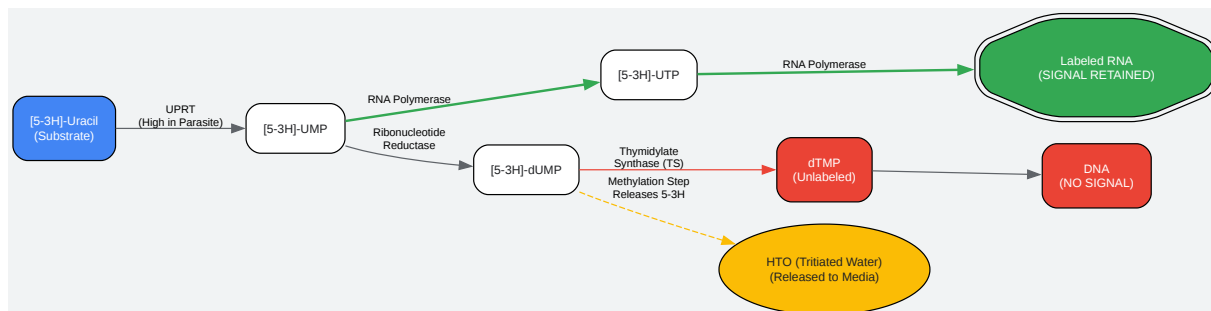 [5-3H]-Uracil
(Substrate)
UPRT
(High in Parasite)
[5-3H]-UMP
RNA Polymerase
[5-3H]-UTP
RNA Polymerase
Labeled RNA
(SIGNAL RETAINED)
Ribonucleotide
Reductase
[5-3H]-dUMP
Thymidylate
Synthase (TS)
dTMP
(Unlabeled)
DNA
(NO SIGNAL)
Methylation Step
Releases 5-3H
HTO (Tritiated Water)
(Released to Media)